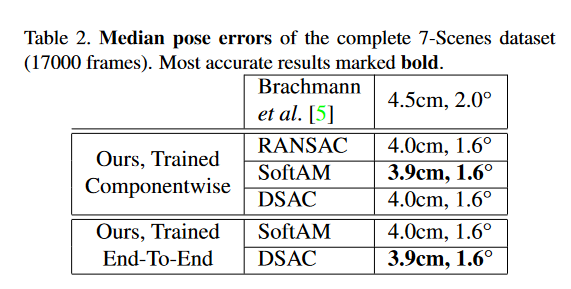 Table 2. Median pose errors of the complete 7-Scenes dataset
(17000 frames). Most accurate results marked bold.
Brachmann
et al. [5]
4.5cm, 2.0°
Ours, Trained
Componentwise
RANSAC
4.0cm, 1.6°
SoftAM
3.9cm, 1.6°
DSAC
4.0cm, 1.6°
Ours, Trained
End-To-End
SoftAM
4.0cm, 1.6°
DSAC
3.9cm, 1.6°